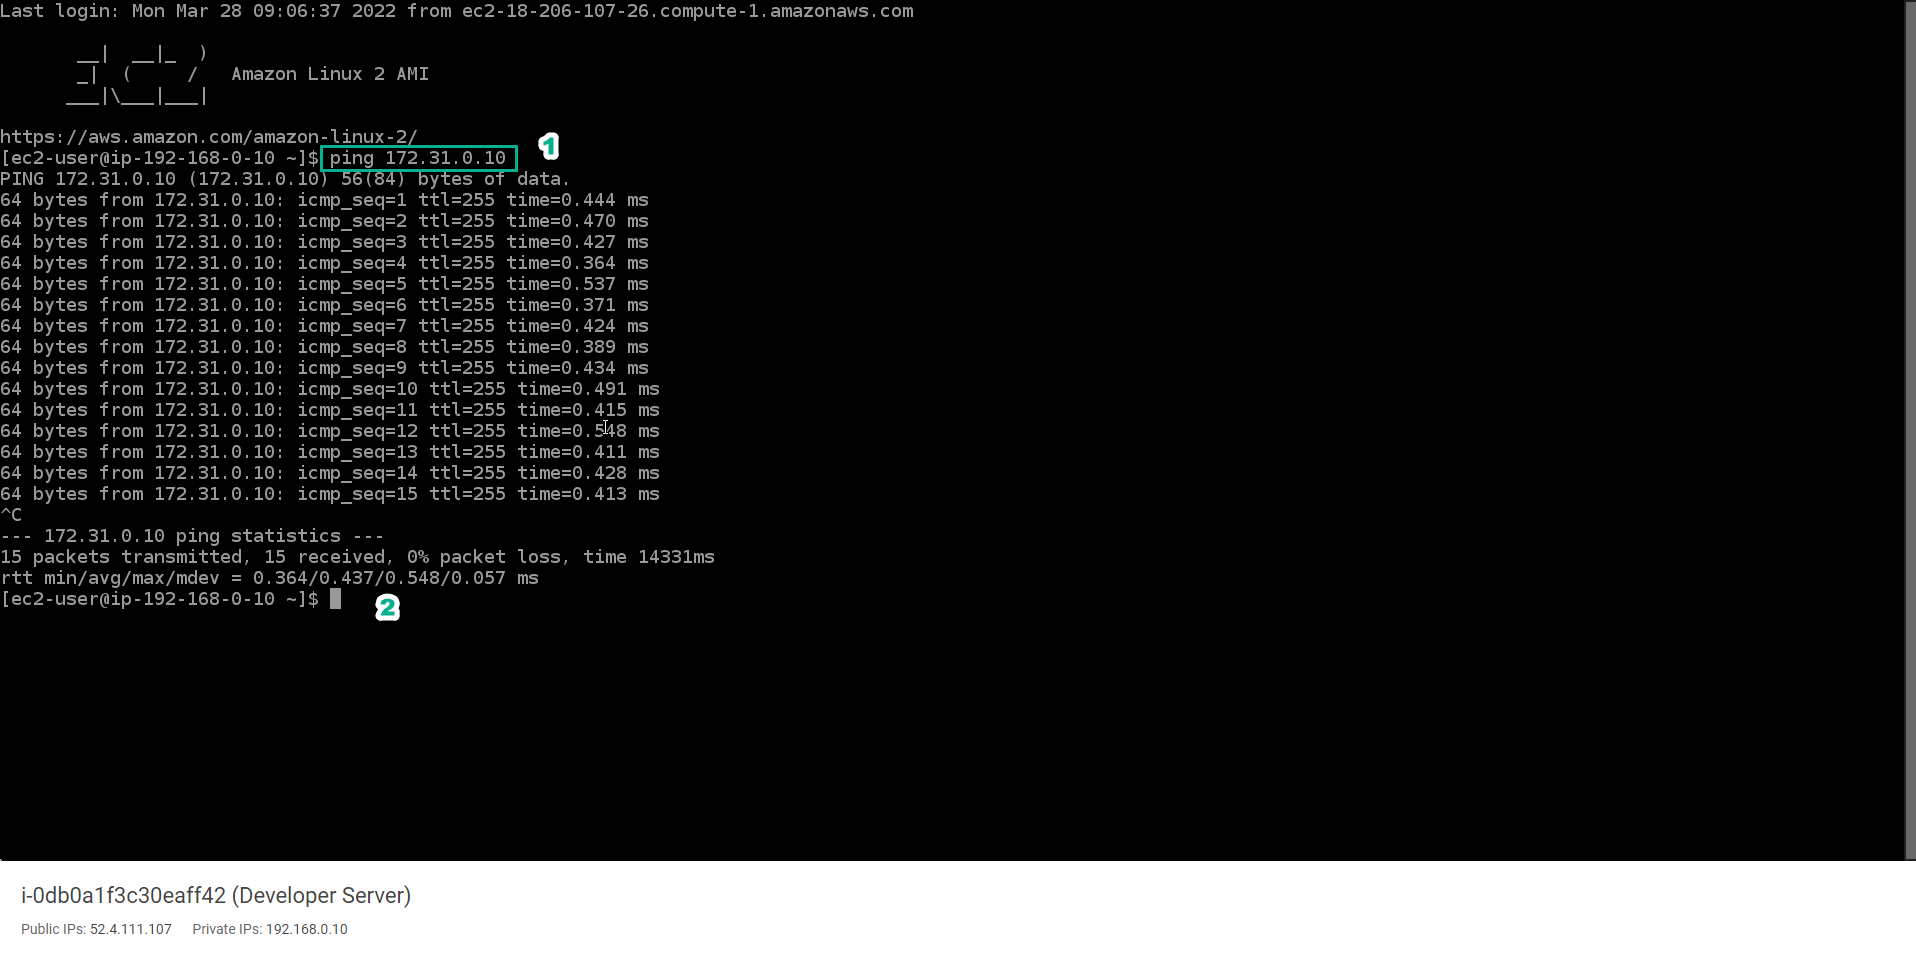 Last login: Mon Mar 28 09:06:37 2022 from ec2-18-206-107-26.compute-1.amazonaws.com
       __|  __|_  )
       _|  (     /   Amazon Linux 2 AMI
      ___|\___|___|
https://aws.amazon.com/amazon-linux-2/
[ec2-user@ip-192-168-0-10 ~]$ ping 172.31.0.10 1
PING 172.31.0.10 (172.31.0.10) 56(84) bytes of data.
64 bytes from 172.31.0.10: icmp_seq=1 ttl=255 time=0.444 ms
64 bytes from 172.31.0.10: icmp_seq=2 ttl=255 time=0.470 ms
64 bytes from 172.31.0.10: icmp_seq=3 ttl=255 time=0.427 ms
64 bytes from 172.31.0.10: icmp_seq=4 ttl=255 time=0.364 ms
64 bytes from 172.31.0.10: icmp_seq=5 ttl=255 time=0.537 ms
64 bytes from 172.31.0.10: icmp_seq=6 ttl=255 time=0.371 ms
64 bytes from 172.31.0.10: icmp_seq=7 ttl=255 time=0.424 ms
64 bytes from 172.31.0.10: icmp_seq=8 ttl=255 time=0.389 ms
64 bytes from 172.31.0.10: icmp_seq=9 ttl=255 time=0.434 ms
64 bytes from 172.31.0.10: icmp_seq=10 ttl=255 time=0.491 ms
64 bytes from 172.31.0.10: icmp_seq=11 ttl=255 time=0.415 ms
64 bytes from 172.31.0.10: icmp_seq=12 ttl=255 time=0.548 ms
64 bytes from 172.31.0.10: icmp_seq=13 ttl=255 time=0.411 ms
64 bytes from 172.31.0.10: icmp_seq=14 ttl=255 time=0.428 ms
64 bytes from 172.31.0.10: icmp_seq=15 ttl=255 time=0.413 ms
^C
--- 172.31.0.10 ping statistics ---
15 packets transmitted, 15 received, 0% packet loss, time 14331ms
rtt min/avg/max/mdev = 0.364/0.437/0.548/0.057 ms
[ec2-user@ip-192-168-0-10 ~]$ 2
i-0db0a1f3c30eaff42 (Developer Server)
Public IPs: 52.4.111.107 Private IPs: 192.168.0.10